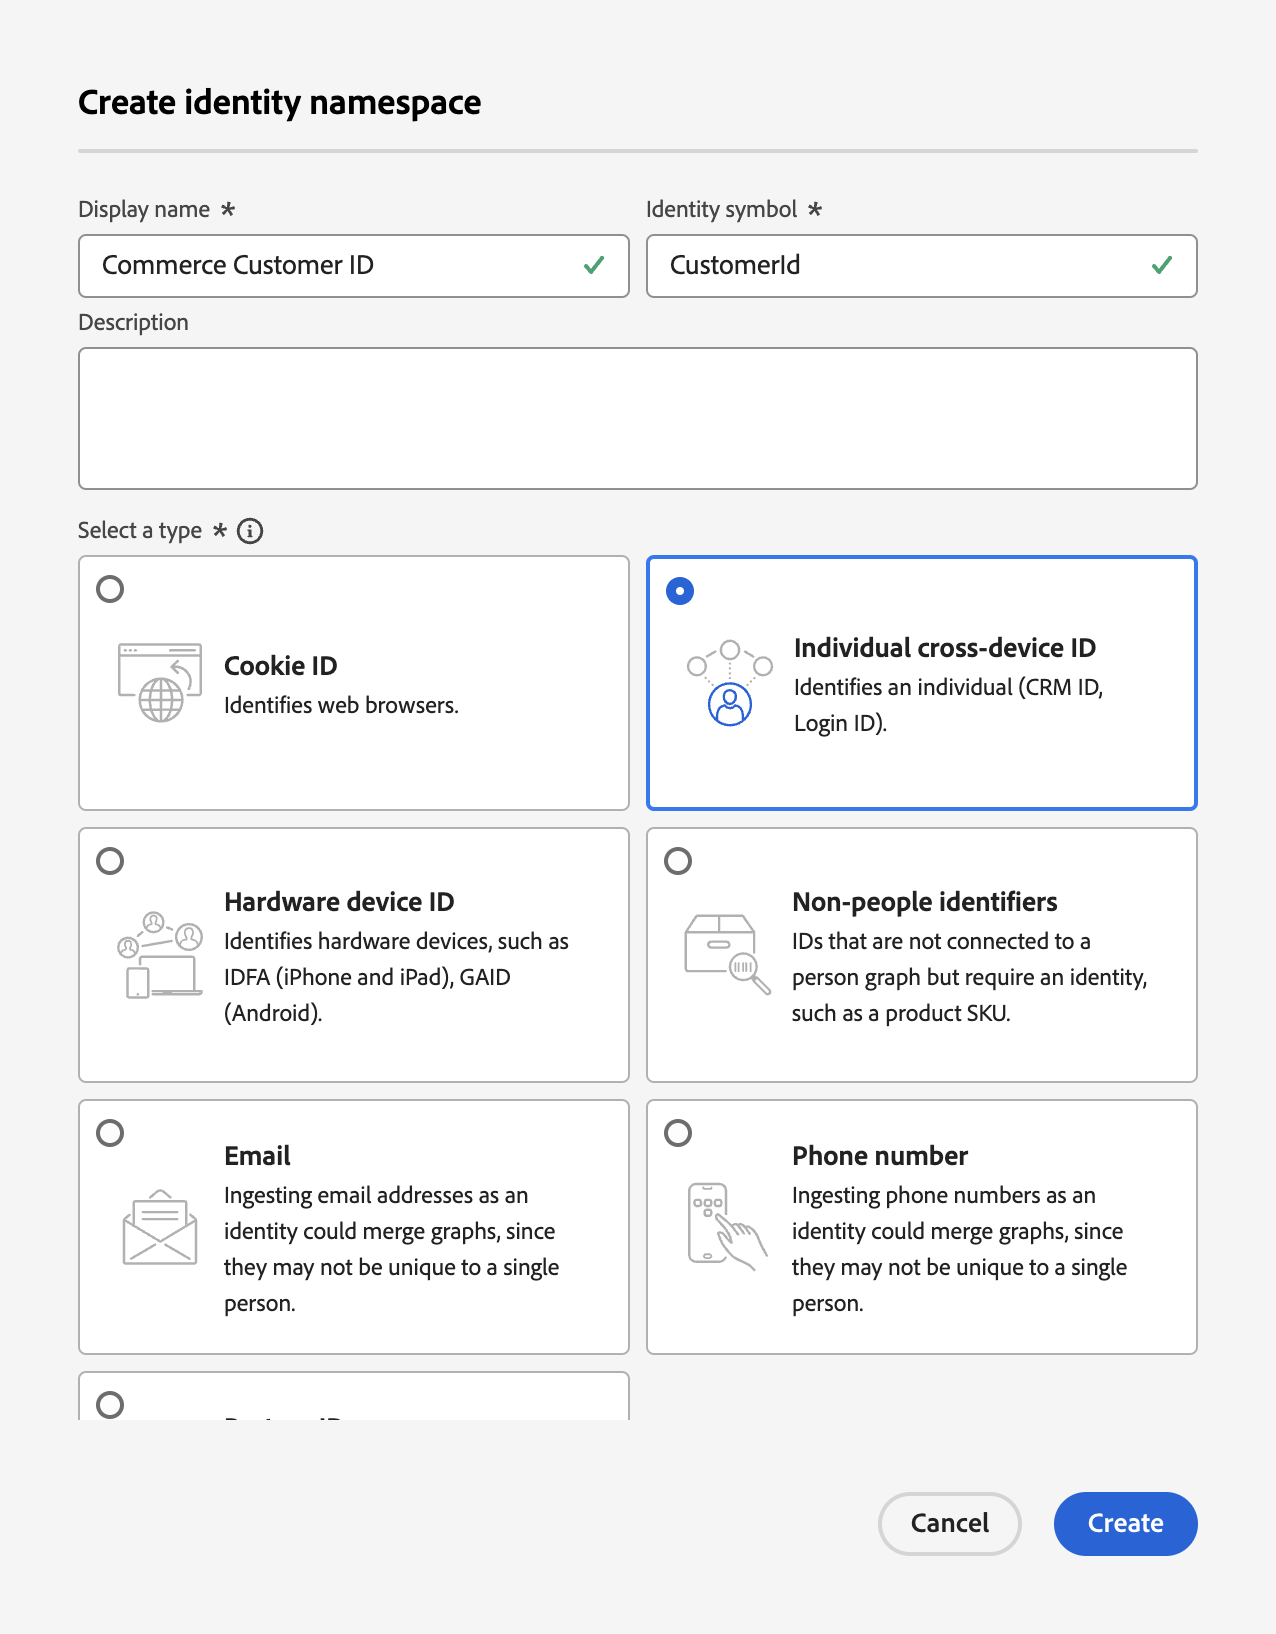 Create identity namespace
Display name *
Identity symbol *
Commerce Customer ID
CustomerId
Description
Select a type *
Cookie ID
Identifies web browsers.
Individual cross-device ID
Identifies an individual (CRM ID,
Login ID).
Hardware device ID
Identifies hardware devices, such as
IDFA (iPhone and iPad), GAID
(Android).
Non-people identifiers
IDs that are not connected to a
person graph but require an identity,
such as a product SKU.
Email
Ingesting email addresses as an
identity could merge graphs, since
they may not be unique to a single
person.
Phone number
Ingesting phone numbers as an
identity could merge graphs, since
they may not be unique to a single
person.
Cancel
Create